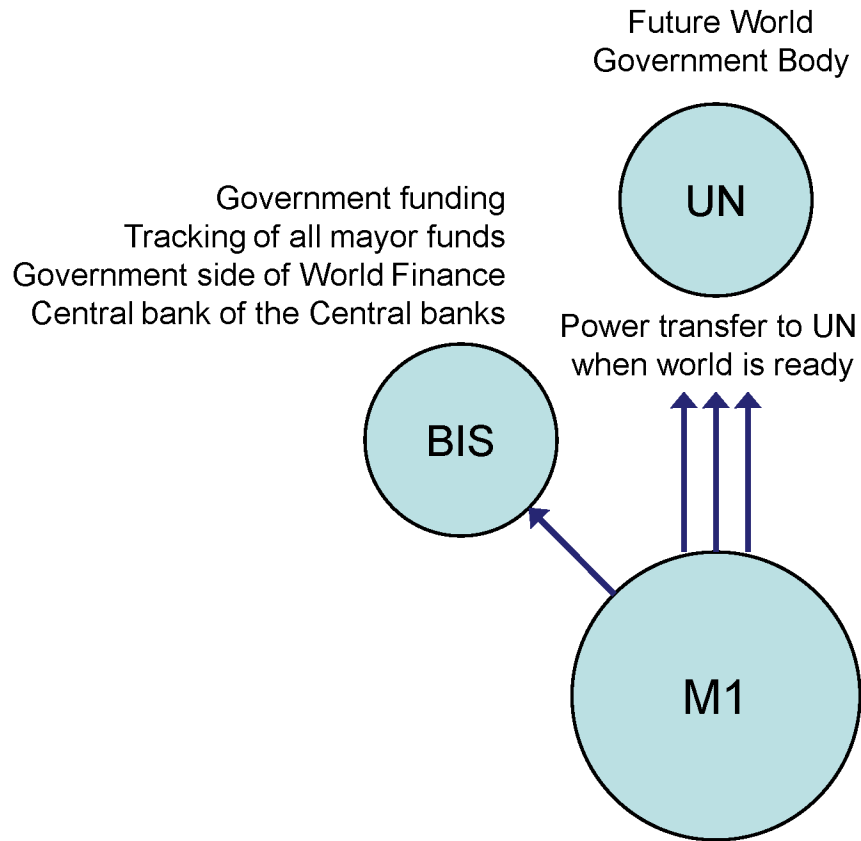 Future World
Government Body
UN
Government funding
Tracking of all mayor funds
Government side of World Finance
Central bank of the Central banks
Power transfer to UN
when world is ready
BIS
M1